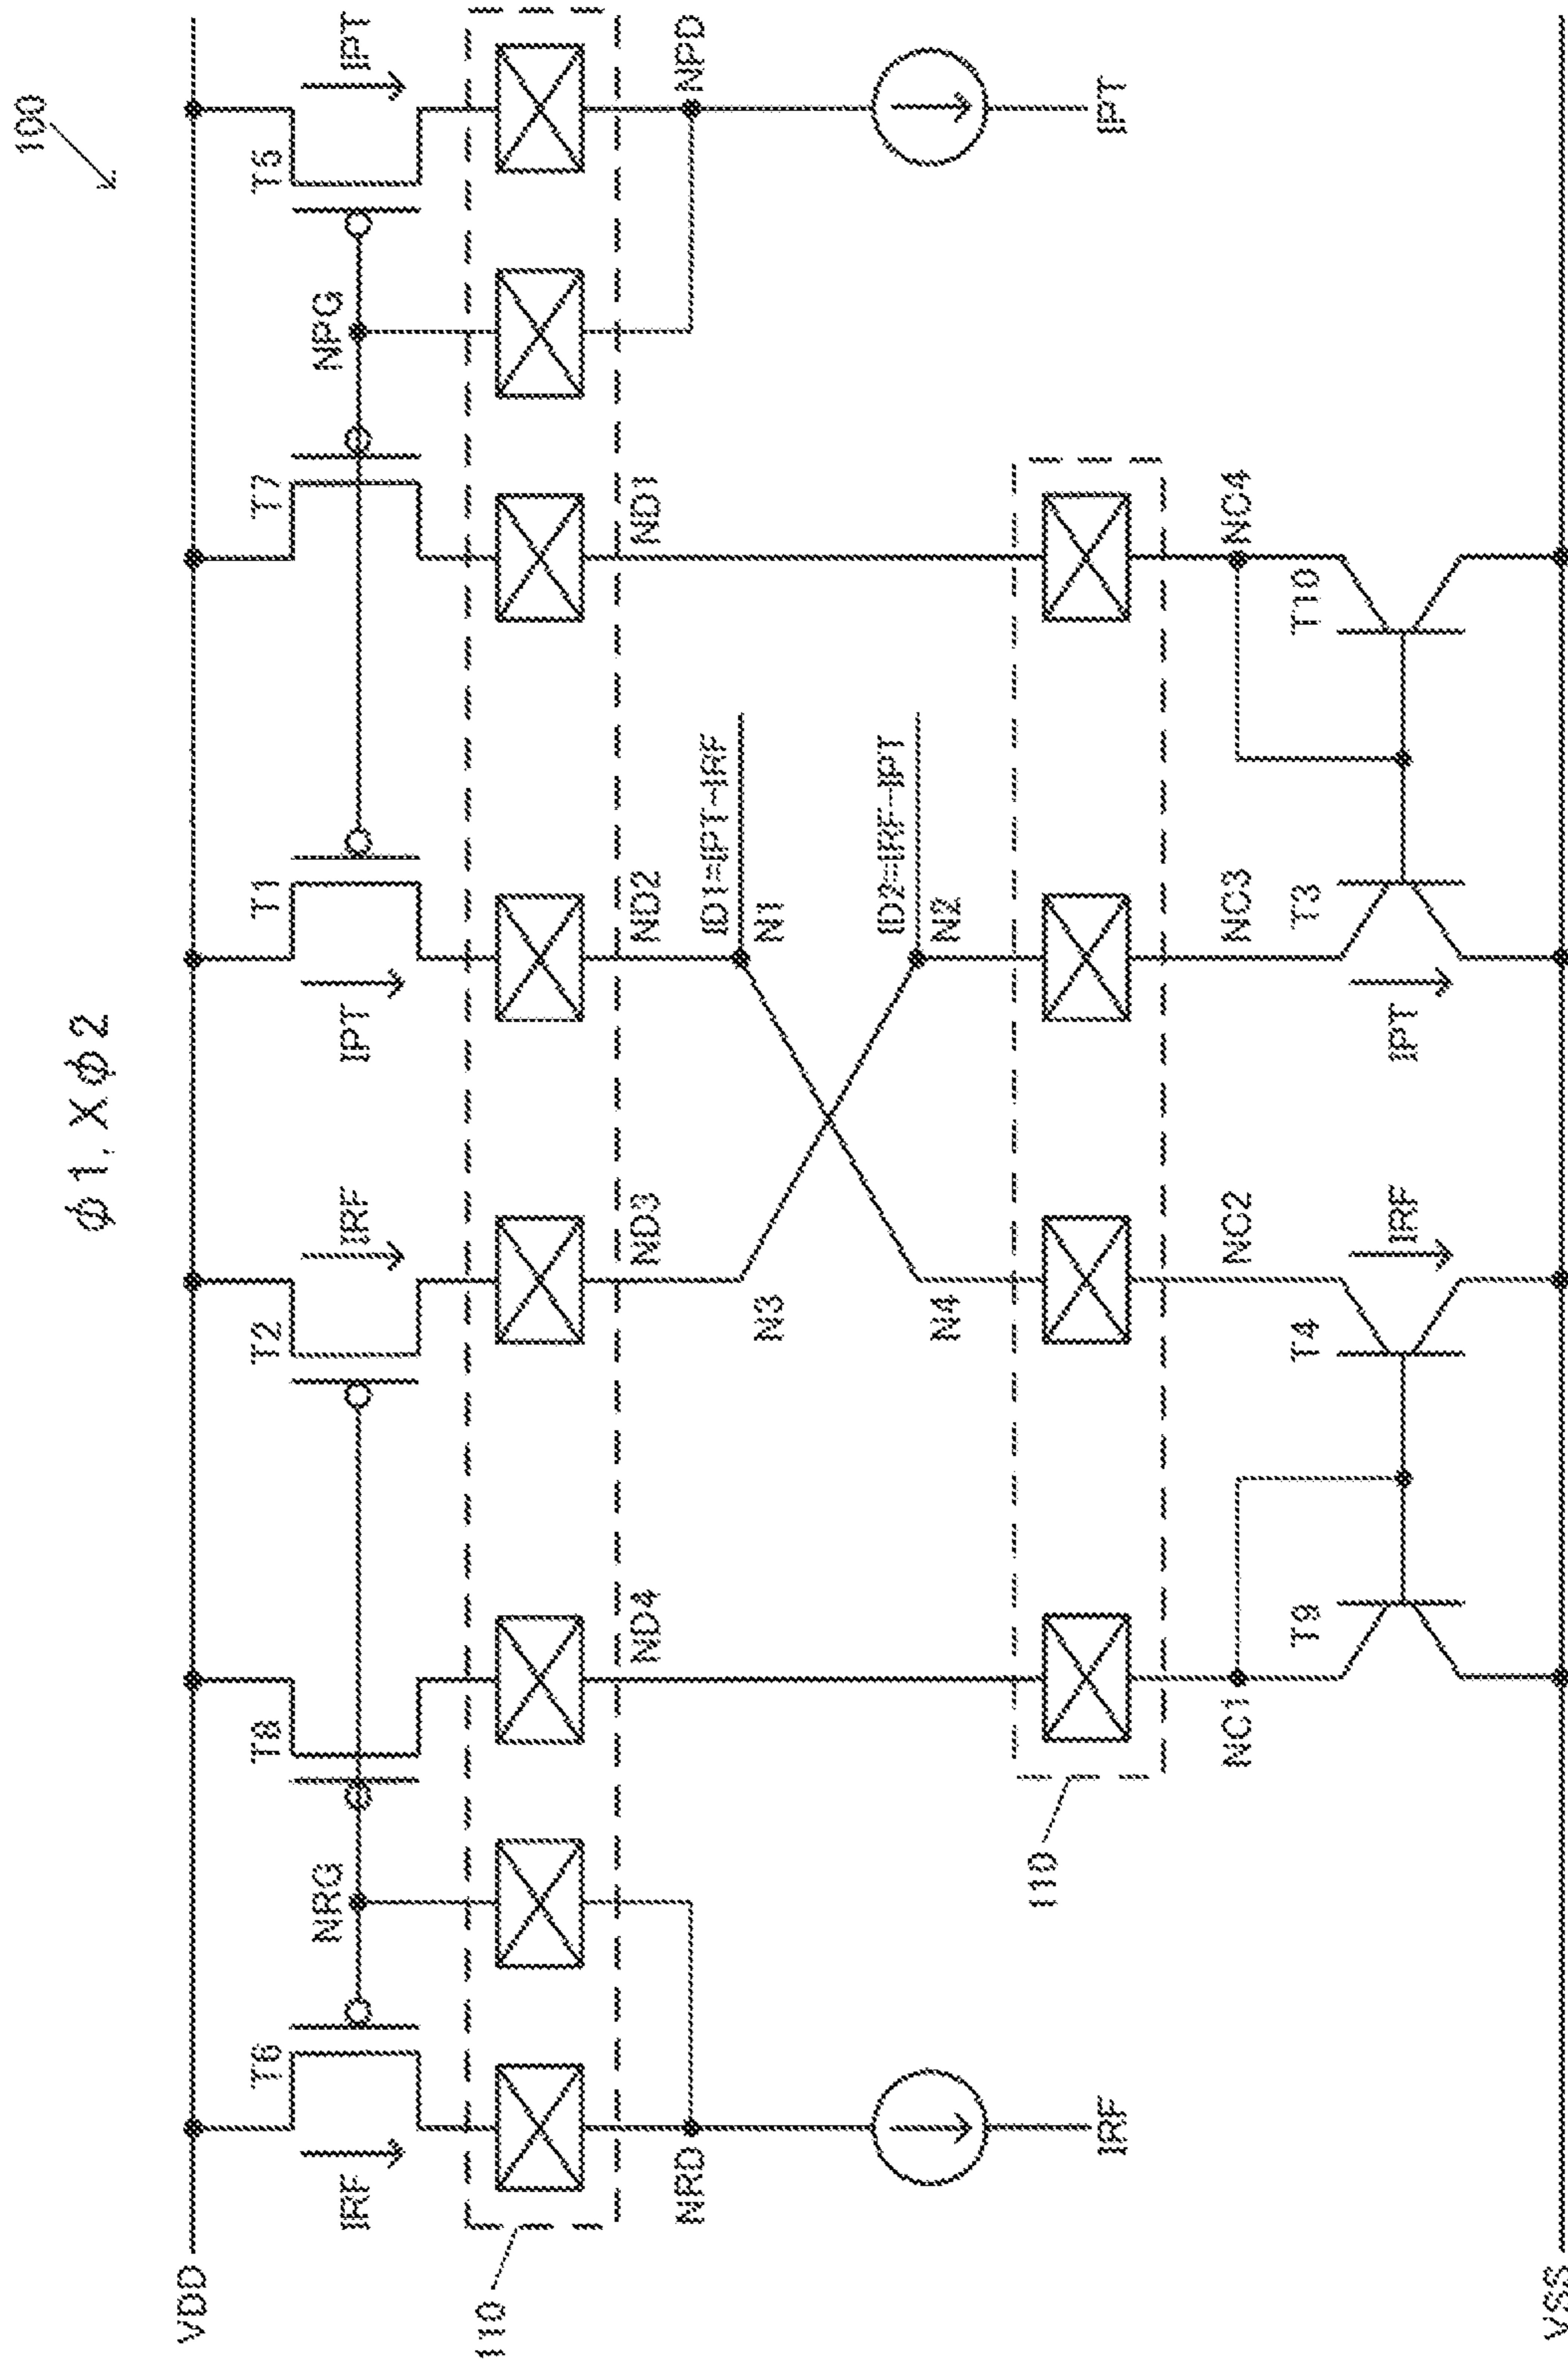 100
φ1, Xφ2
VDD
IRF
T6
NRG
T8
T2
IRF
IPT
T1
T7
NPG
T5
IPT
110
NRD
ND4
ND3
ND2
ND1
NPD
N3
N1
ID1=IPT-IRF
N4
N2
ID2=IRF-IPT
IRF
IPT
110
NC1
NC2
NC3
NC4
T9
T4
IRF
IPT
T3
T10
VSS